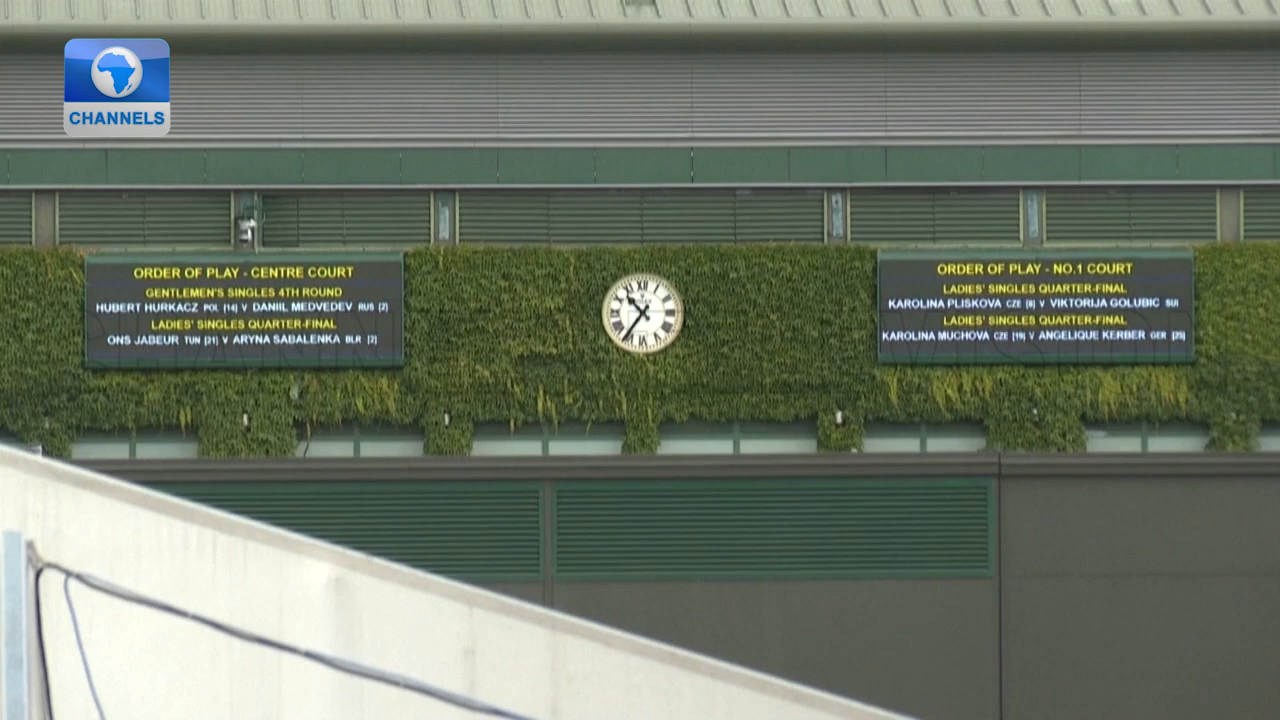 CHANNELS
ORDER OF PLAY - CENTRE COURT
GENTLEMEN'S SINGLES 4TH ROUND
HUBERT HURKACZ POL [14] V DANIIL MEDVEDEV RUS [2]
LADIES' SINGLES QUARTER-FINAL
ONS JABEUR TUN [21] V ARYNA SABALENKA BLR [2]
ORDER OF PLAY - NO.1 COURT
LADIES' SINGLES QUARTER-FINAL
KAROLINA PLISKOVA CZE [8] V VIKTORIJA GOLUBIC SUI
LADIES' SINGLES QUARTER-FINAL
KAROLINA MUCHOVA CZE [19] V ANGELIQUE KERBER GER [25]